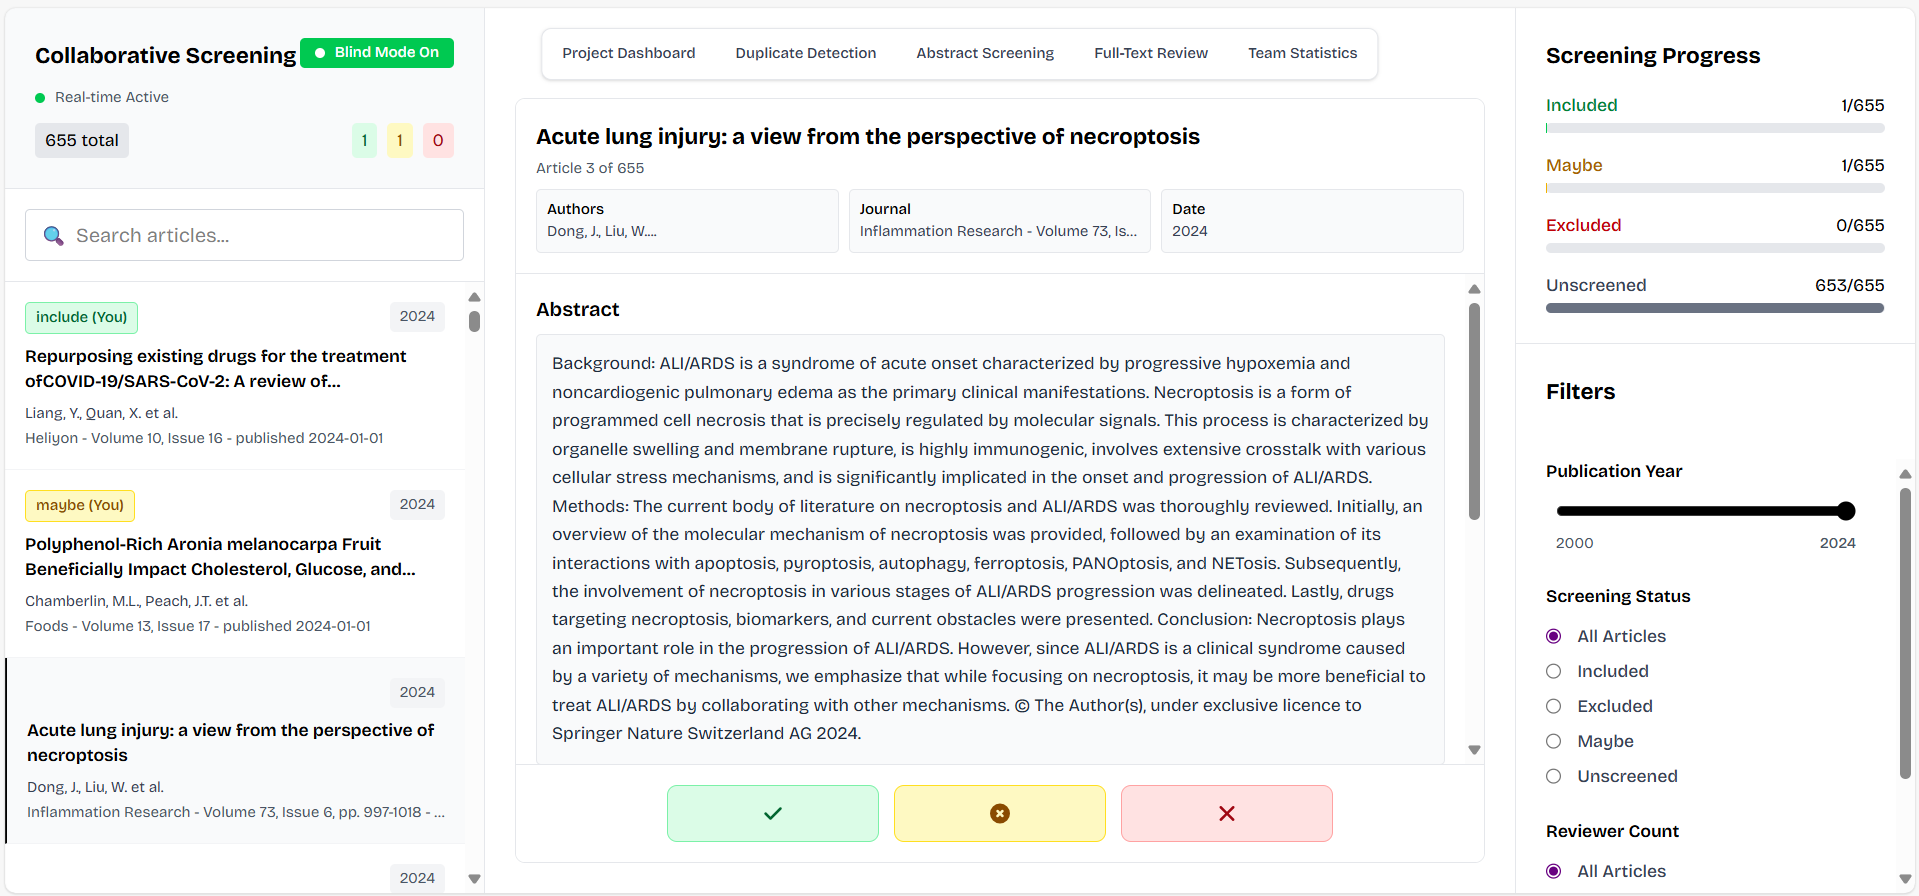 Collaborative Screening
Blind Mode On
Real-time Active
655 total
1
1
0
Search articles...
include (You)
2024
Repurposing existing drugs for the treatment
ofCOVID-19/SARS-CoV-2: A review of...
Liang, Y., Quan, X. et al.
Heliyon - Volume 10, Issue 16 - published 2024-01-01
maybe (You)
2024
Polyphenol-Rich Aronia melanocarpa Fruit
Beneficially Impact Cholesterol, Glucose, and...
Chamberlin, M.L., Peach, J.T. et al.
Foods - Volume 13, Issue 17 - published 2024-01-01
2024
Acute lung injury: a view from the perspective of
necroptosis
Dong, J., Liu, W. et al.
Inflammation Research - Volume 73, Issue 6, pp. 997-1018 - ...
2024
Project Dashboard
Duplicate Detection
Abstract Screening
Full-Text Review
Team Statistics
Acute lung injury: a view from the perspective of necroptosis
Article 3 of 655
Authors
Dong, J., Liu, W....
Journal
Inflammation Research - Volume 73, Is...
Date
2024
Abstract
Background: ALI/ARDS is a syndrome of acute onset characterized by progressive hypoxemia and
noncardiogenic pulmonary edema as the primary clinical manifestations. Necroptosis is a form of
programmed cell necrosis that is precisely regulated by molecular signals. This process is characterized by
organelle swelling and membrane rupture, is highly immunogenic, involves extensive crosstalk with various
cellular stress mechanisms, and is significantly implicated in the onset and progression of ALI/ARDS.
Methods: The current body of literature on necroptosis and ALI/ARDS was thoroughly reviewed. Initially, an
overview of the molecular mechanism of necroptosis was provided, followed by an examination of its
interactions with apoptosis, pyroptosis, autophagy, ferroptosis, PANOptosis, and NETosis. Subsequently,
the involvement of necroptosis in various stages of ALI/ARDS progression was delineated. Lastly, drugs
targeting necroptosis, biomarkers, and current obstacles were presented. Conclusion: Necroptosis plays
an important role in the progression of ALI/ARDS. However, since ALI/ARDS is a clinical syndrome caused
by a variety of mechanisms, we emphasize that while focusing on necroptosis, it may be more beneficial to
treat ALI/ARDS by collaborating with other mechanisms. © The Author(s), under exclusive licence to
Springer Nature Switzerland AG 2024.
Screening Progress
Included 1/655
Maybe 1/655
Excluded 0/655
Unscreened 653/655
Filters
Publication Year
2000 2024
Screening Status
All Articles
Included
Excluded
Maybe
Unscreened
Reviewer Count
All Articles